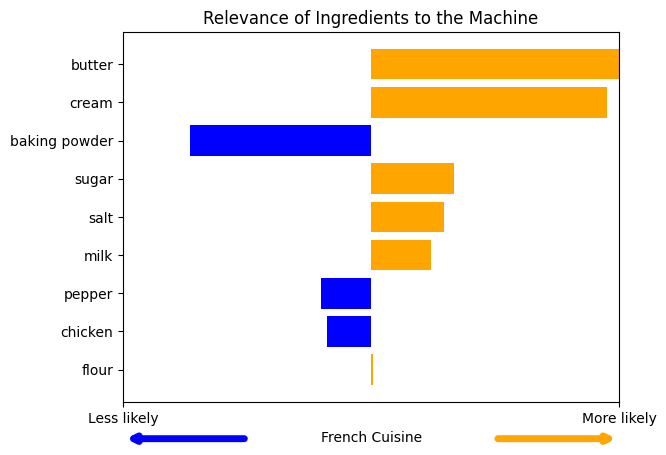 Relevance of Ingredients to the Machine
butter
cream
baking powder
sugar
salt
milk
pepper
chicken
flour
Less likely
More likely
French Cuisine